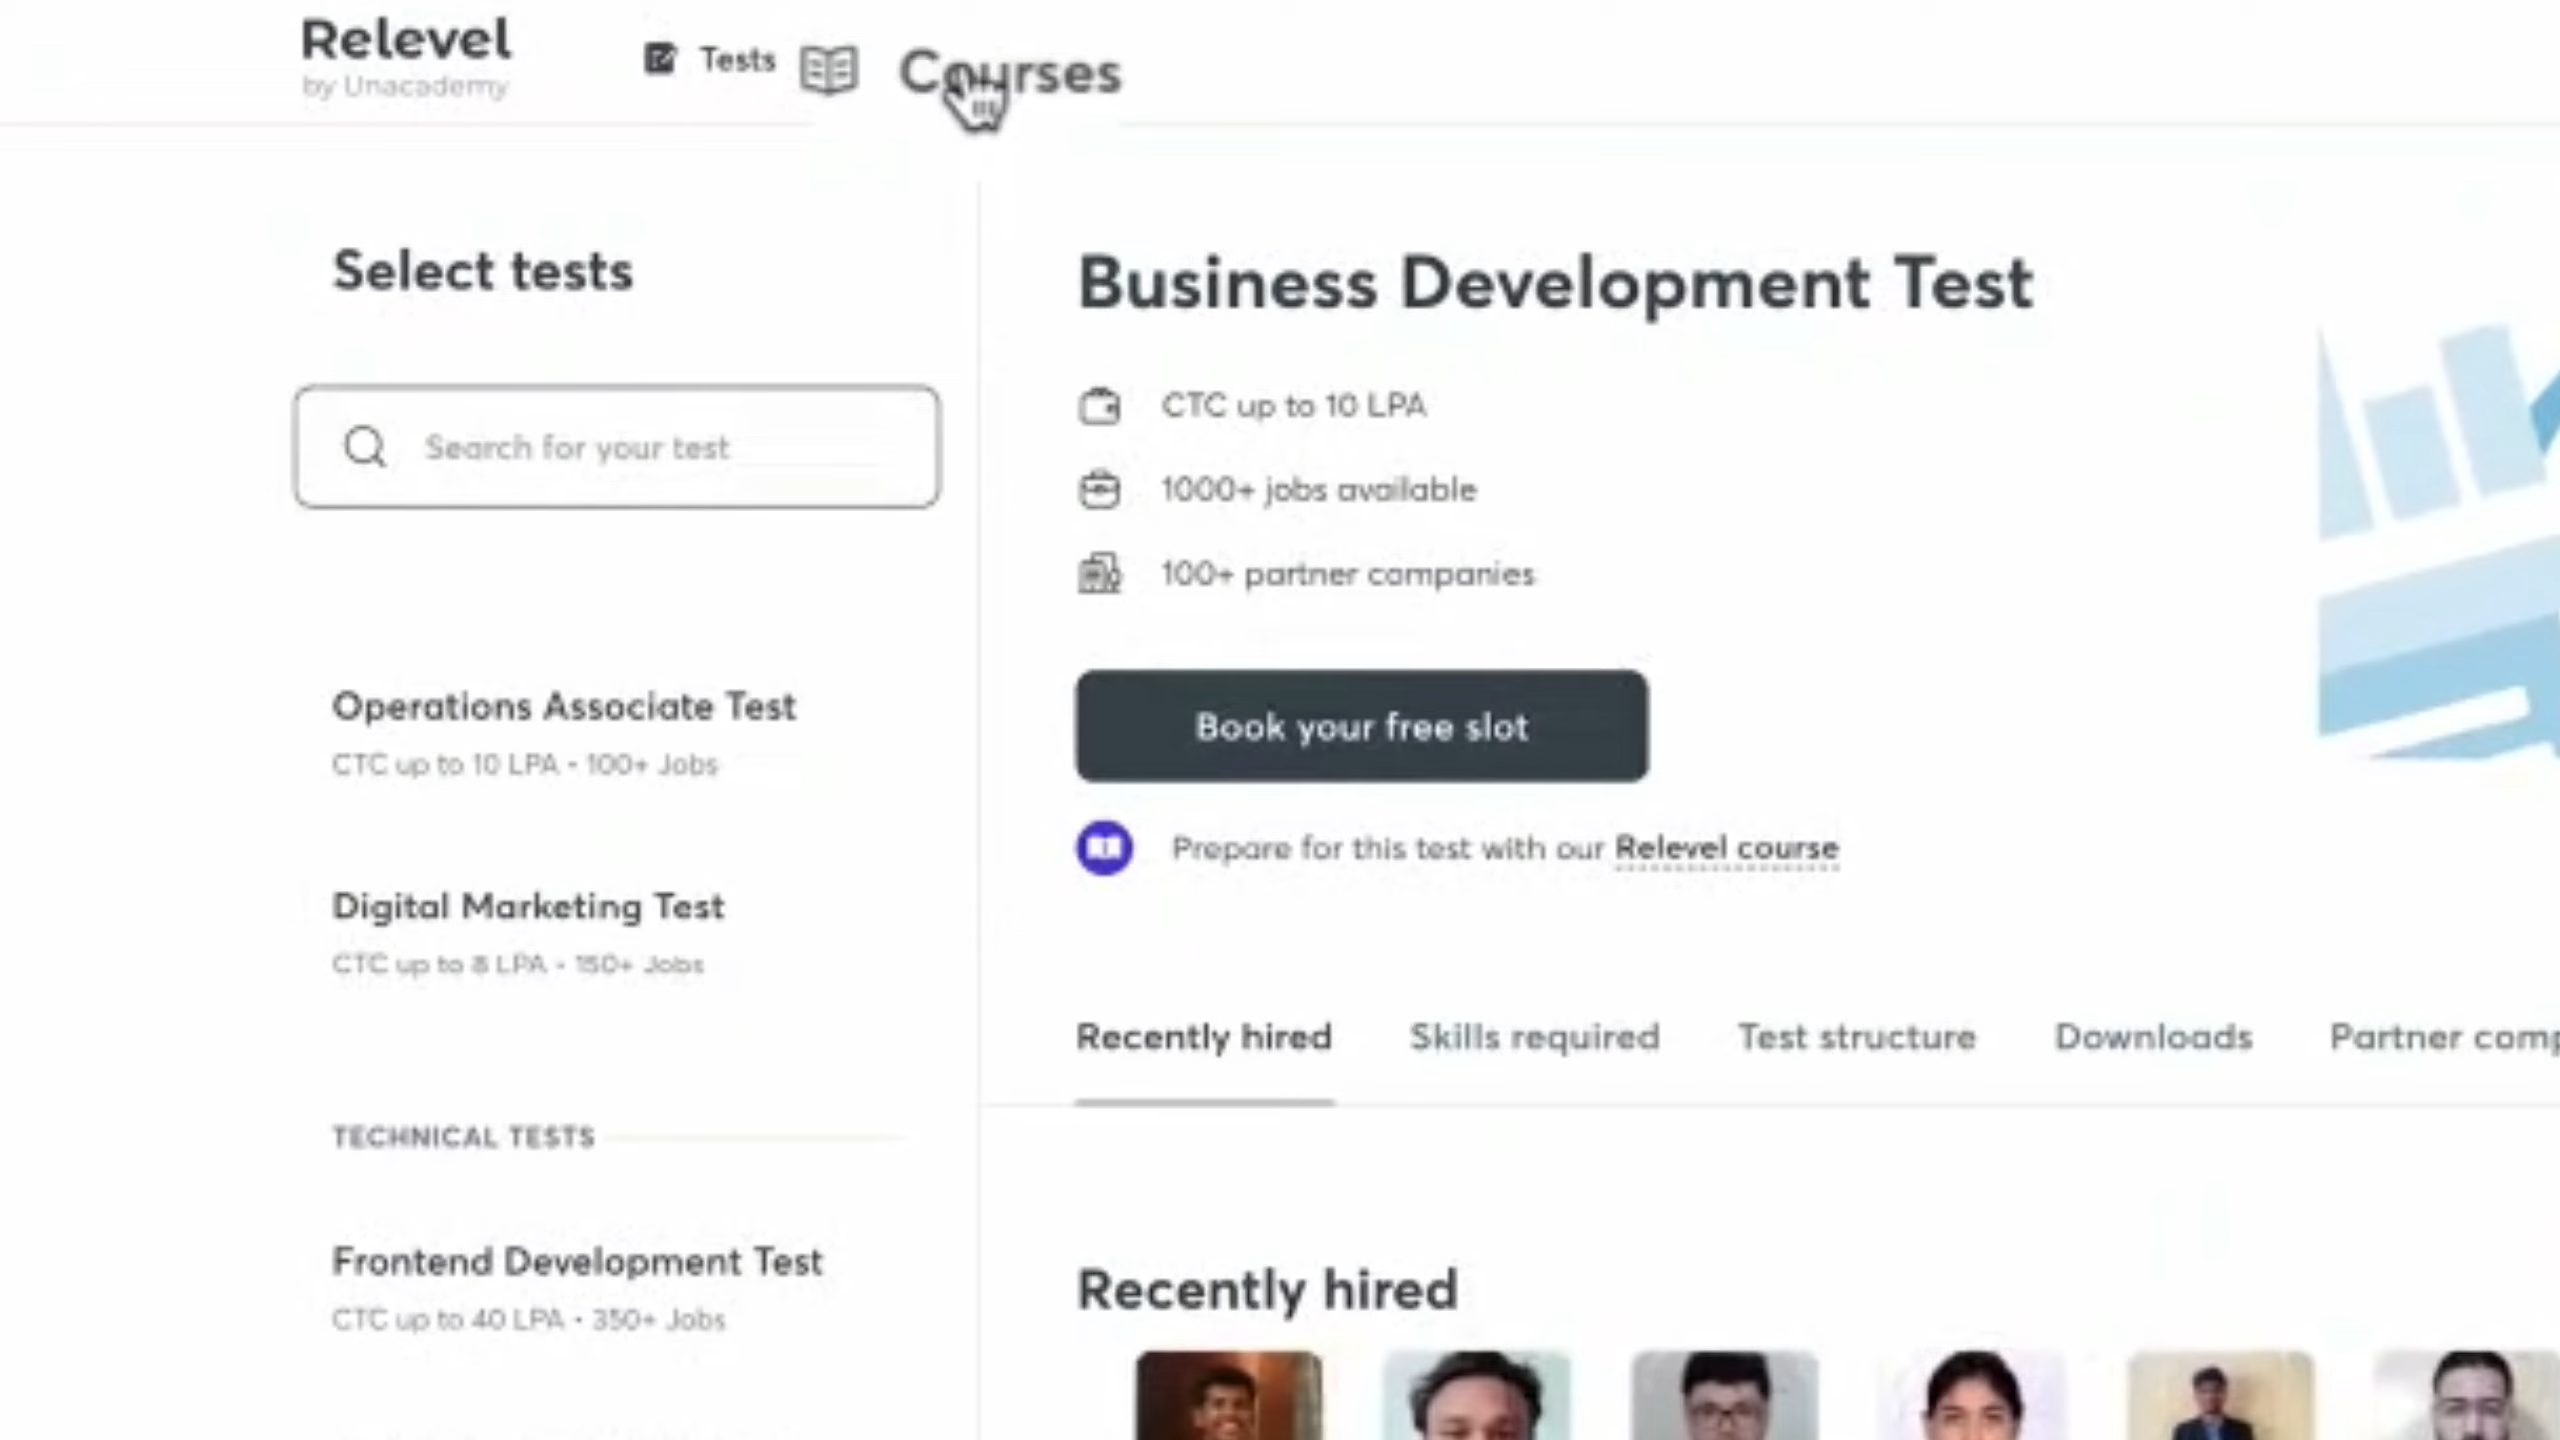 Relevel
by Unacademy
Tests
Courses
Select tests
Search for your test
Operations Associate Test
CTC up to 10 LPA • 100+ Jobs
Digital Marketing Test
CTC up to 8 LPA • 150+ Jobs
TECHNICAL TESTS
Frontend Development Test
CTC up to 40 LPA • 350+ Jobs
Business Development Test
CTC up to 10 LPA
1000+ jobs available
100+ partner companies
Book your free slot
Prepare for this test with our Relevel course
Recently hired
Skills required
Test structure
Downloads
Partner comp
Recently hired